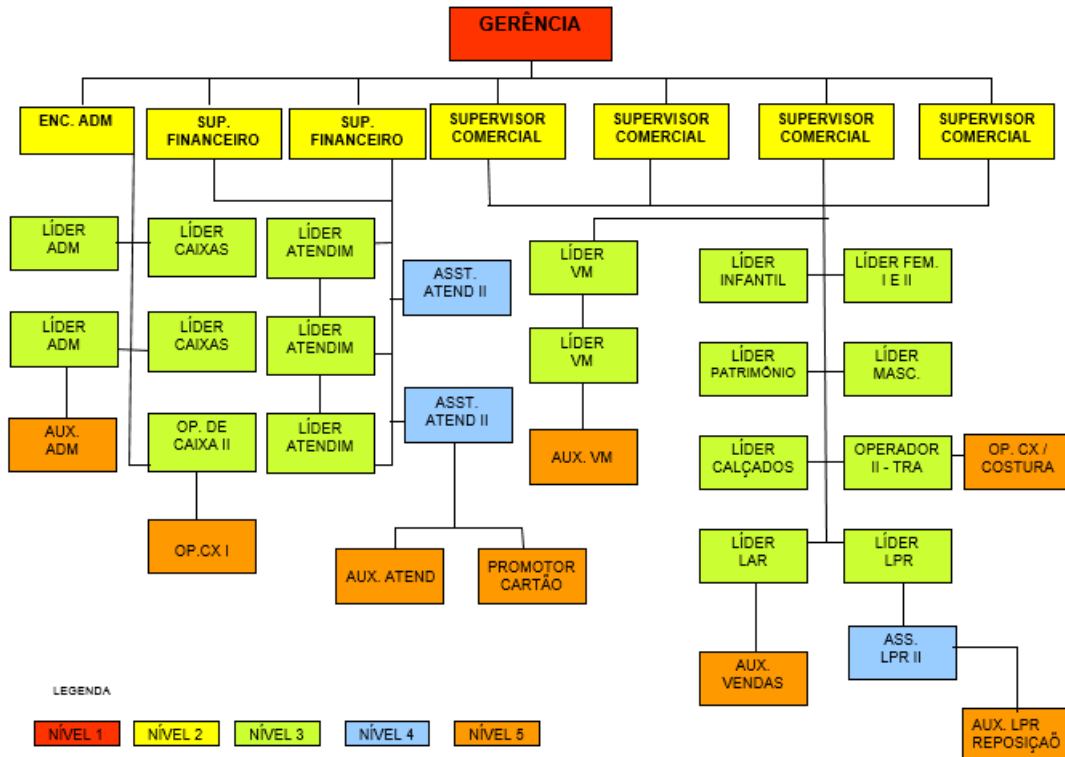 GERÊNCIA
ENC. ADM
SUP.
FINANCEIRO
SUP.
FINANCEIRO
SUPERVISOR
COMERCIAL
SUPERVISOR
COMERCIAL
SUPERVISOR
COMERCIAL
SUPERVISOR
COMERCIAL
LÍDER
ADM
LÍDER
CAIXAS
LÍDER
ATENDIM
ASST.
ATEND II
LÍDER
VM
LÍDER
INFANTIL
LÍDER FEM.
I E II
LÍDER
ADM
LÍDER
CAIXAS
LÍDER
ATENDIM
LÍDER
VM
LÍDER
PATRIMÔNIO
LÍDER
MASC.
AUX.
ADM
OP. DE
CAIXA II
LÍDER
ATENDIM
ASST.
ATEND II
AUX. VM
LÍDER
CALÇADOS
OPERADOR
II - TRA
OP. CX /
COSTURA
OP.CX I
AUX. ATEND
PROMOTOR
CARTÃO
LÍDER
LAR
LÍDER
LPR
AUX.
VENDAS
ASS.
LPR II
AUX. LPR
REPOSIÇAÕ
LEGENDA
NÍVEL 1
NÍVEL 2
NÍVEL 3
NÍVEL 4
NÍVEL 5